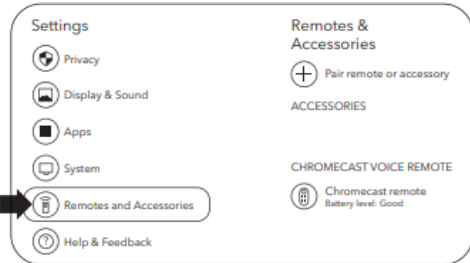 Settings
Privacy
Display & Sound
Apps
System
Remotes and Accessories
Help & Feedback
Remotes &
Accessories
Pair remote or accessory
ACCESSORIES
CHROMECAST VOICE REMOTE
Chromecast remote
Battery level: Good